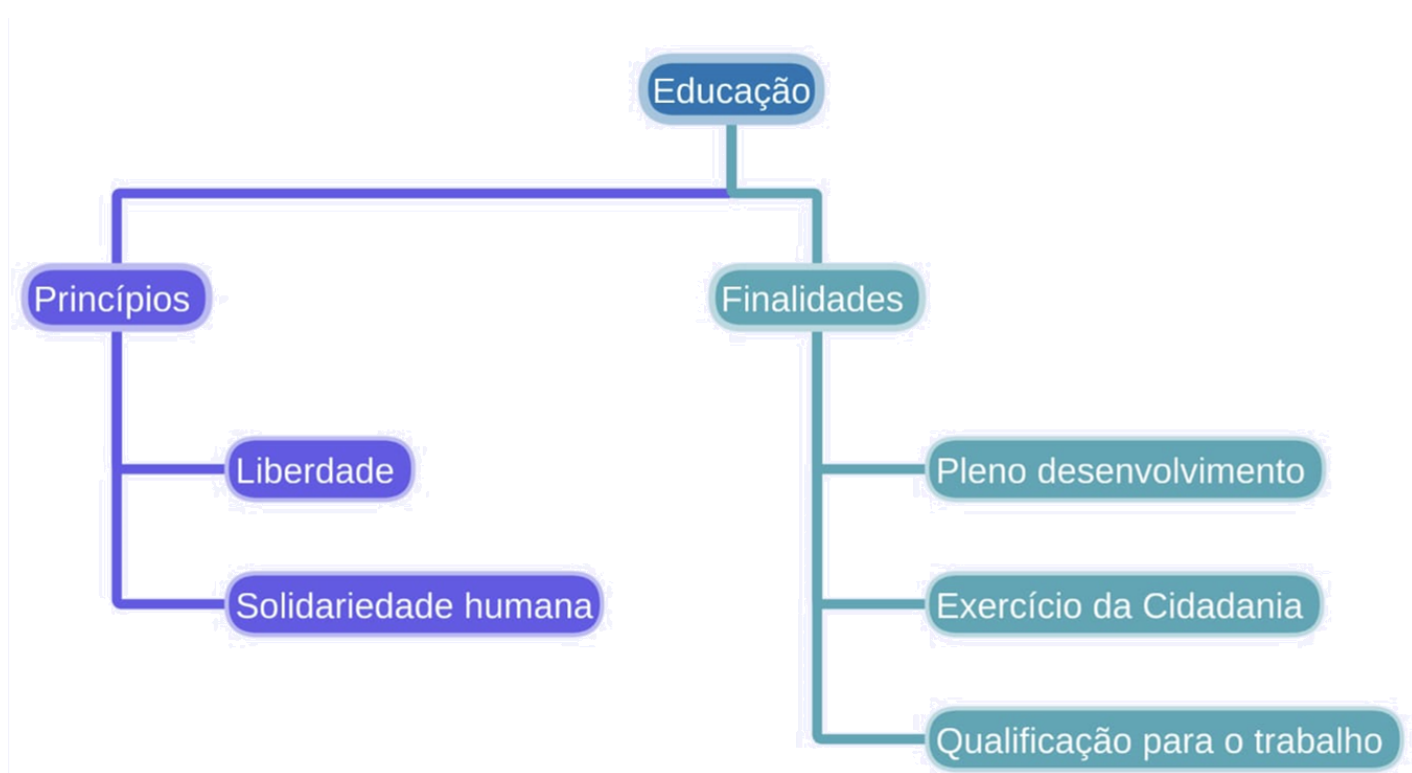 Educação
Princípios
Finalidades
Liberdade
Solidariedade humana
Pleno desenvolvimento
Exercício da Cidadania
Qualificação para o trabalho